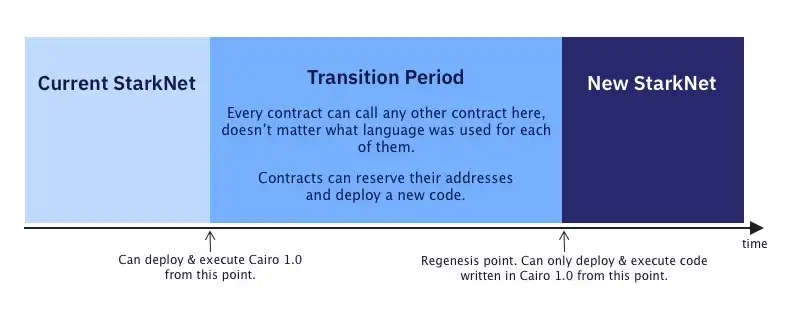 Current StarkNet
Transition Period
Every contract can call any other contract here,
doesn’t matter what language was used for each
of them.
Contracts can reserve their addresses
and deploy a new code.
New StarkNet
time
Can deploy & execute Cairo 1.0
from this point.
Regenesis point. Can only deploy & execute code
written in Cairo 1.0 from this point.